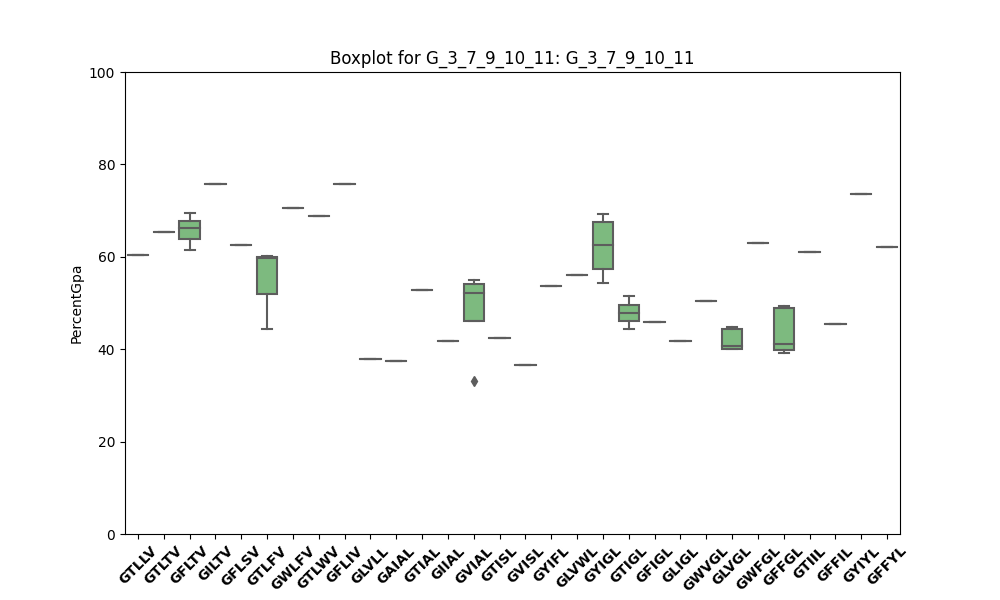 Boxplot for G_3_7_9_10_11: G_3_7_9_10_11
100
80
60
40
20
0
PercentGpa
GTLLV
GTLTV
GFLTV
GILTV
GFLSV
GTLFV
GWLFV
GTLWV
GFLIV
GLVLL
GAIAL
GTIAL
GIIAL
GVIAL
GTISL
GVISL
GYIFL
GLVWL
GYIGL
GTIGL
GFIGL
GLIGL
GWVGL
GLVGL
GWFGL
GFFGL
GTIIL
GFFIL
GYIYL
GFFYL